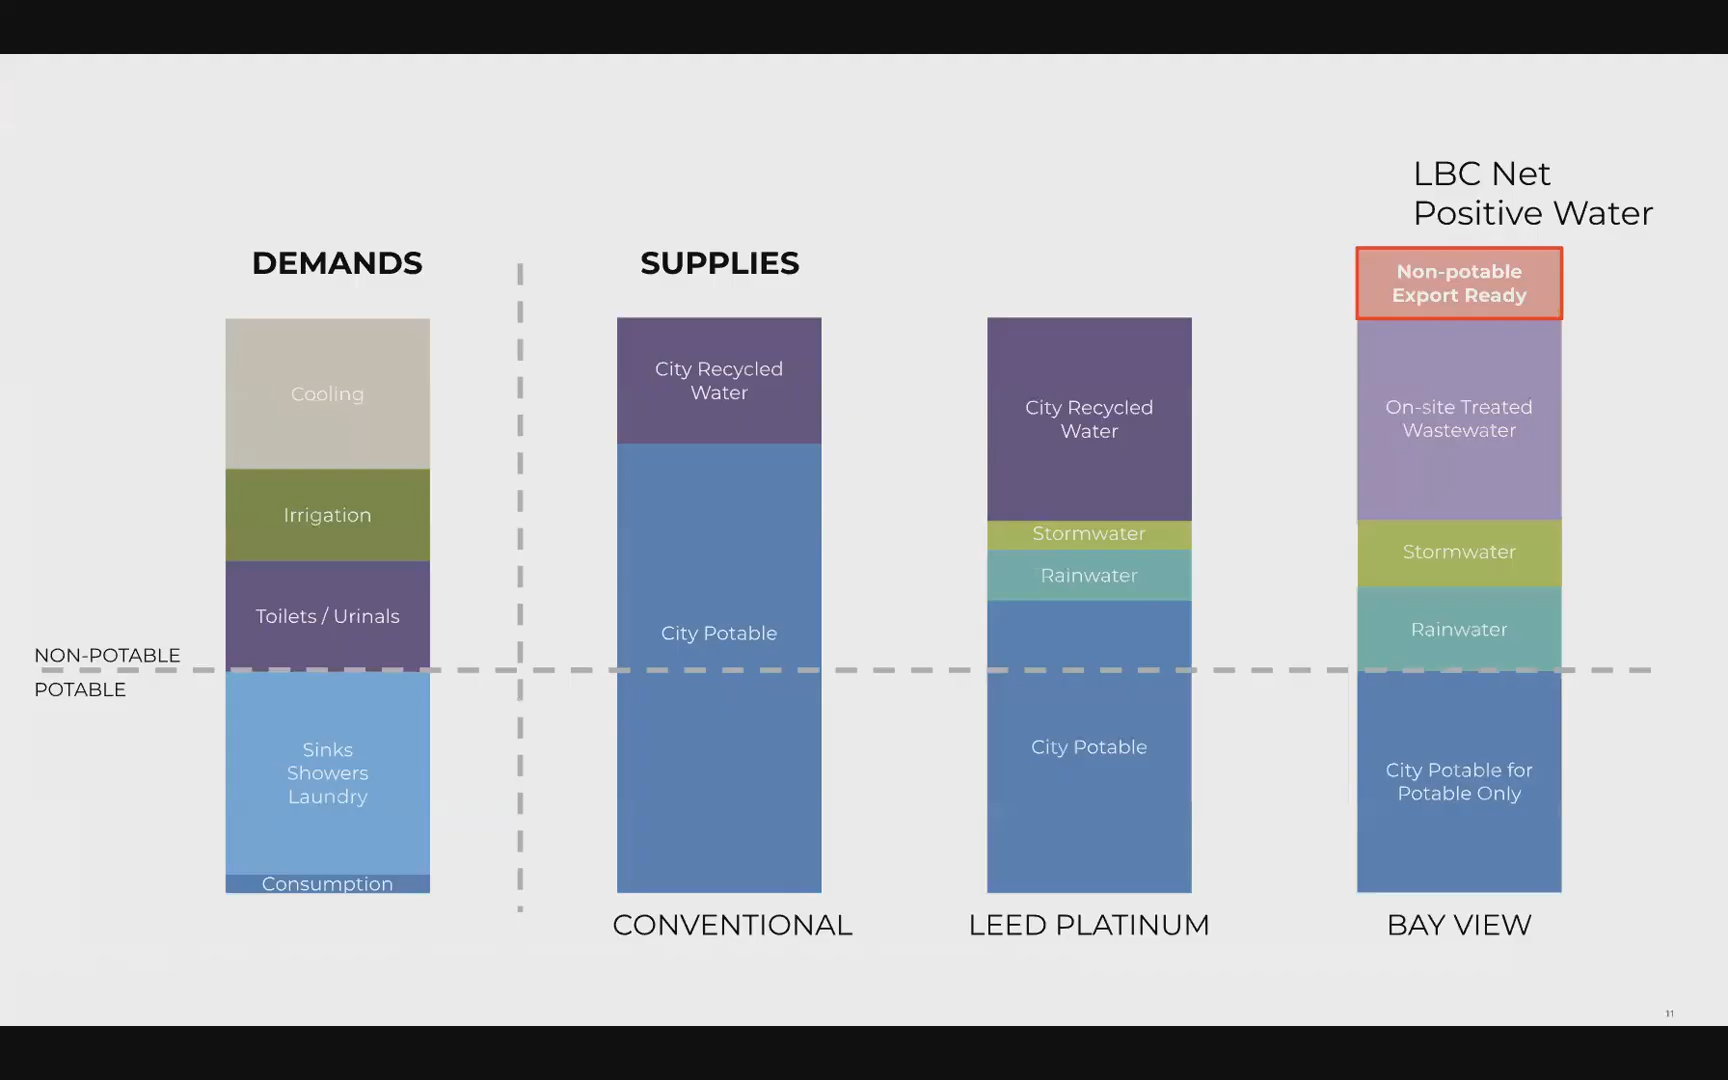 LBC Net
Positive Water
DEMANDS
SUPPLIES
Non-potable
Export Ready
Cooling
Irrigation
Toilets / Urinals
NON-POTABLE
POTABLE
Sinks
Showers
Laundry
Consumption
City Recycled
Water
City Potable
CONVENTIONAL
City Recycled
Water
Stormwater
Rainwater
City Potable
LEED PLATINUM
On-site Treated
Wastewater
Stormwater
Rainwater
City Potable for
Potable Only
BAY VIEW
11